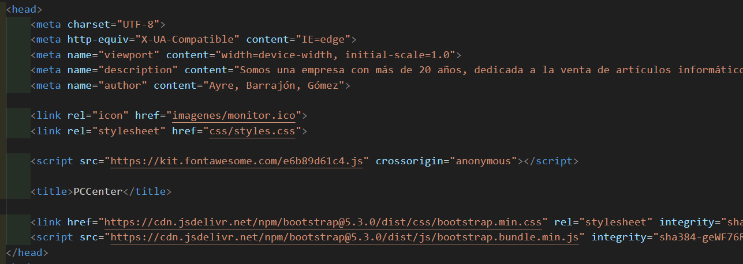 <head>
<meta charset="UTF-8">
<meta http-equiv="X-UA-Compatible" content="IE=edge">
<meta name="viewport" content="width=device-width, initial-scale=1.0">
<meta name="description" content="Somos una empresa con más de 20 años, dedicada a la venta de articulos informátic
<meta name="author" content="Ayre, Barrajón, Gómez">
<link rel="icon" href="imagenes/monitor.ico">
<link rel="stylesheet" href="css/styles.css">
<script src="https://kit.fontawesome.com/e6b89d61c4.js" crossorigin="anonymous"></script>
<title>PCCenter</title>
<link href="https://cdn.jsdelivr.net/npm/bootstrap@5.3.0/dist/css/bootstrap.min.css" rel="stylesheet" integrity="sha
<script src="https://cdn.jsdelivr.net/npm/bootstrap@5.3.0/dist/js/bootstrap.bundle.min.js" integrity="sha384-geWF76R
</head>